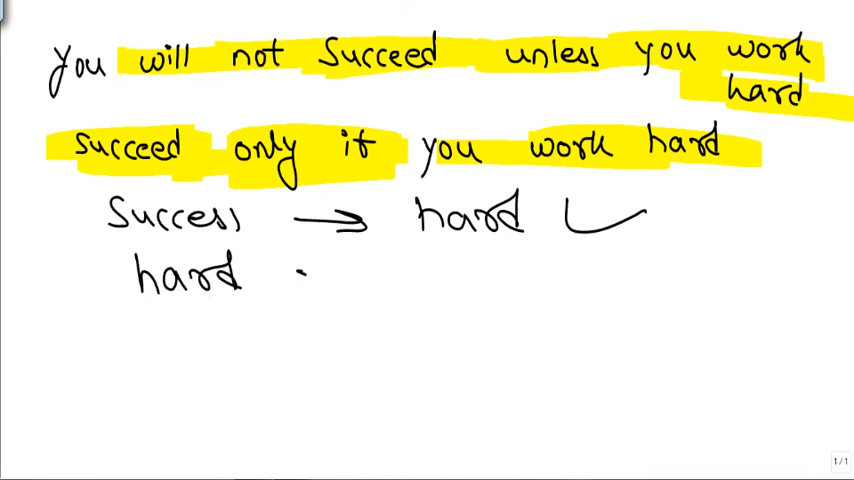 you will not succeed unless you work
hard
succeed only if you work hard
Success → hard
hard
1/1